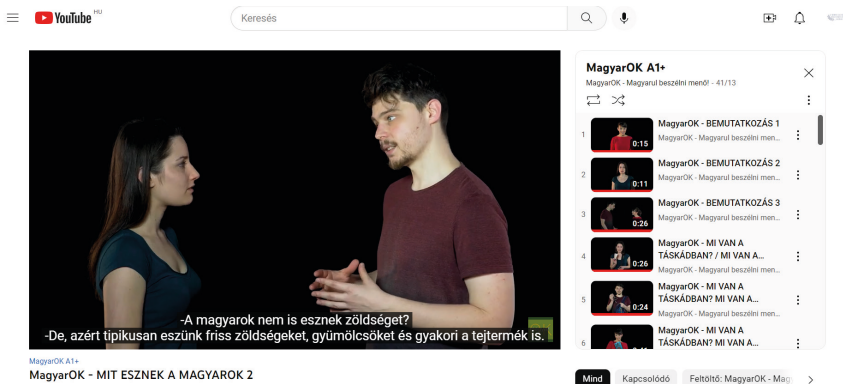 YouTube HU
Keresés
-A magyarok nem is esznek zöldséget?
-De, azért tipikusan eszünk friss zöldségeket, gyümölcsöket és gyakori a tejtermék is.
MagyarOK A1+
MagyarOK - MIT ESZNEK A MAGYAROK 2
MagyarOK A1+
MagyarOK - Magyarul beszélni menő! - 41/13
1
0:15
MagyarOK - BEMUTATKOZÁS 1
MagyarOK - Magyarul beszélni men...
2
0:11
MagyarOK - BEMUTATKOZÁS 2
MagyarOK - Magyarul beszélni men...
3
0:26
MagyarOK - BEMUTATKOZÁS 3
MagyarOK - Magyarul beszélni men...
4
0:26
MagyarOK - MI VAN A
TÁSKÁDBAN? / MI VAN A...
MagyarOK - Magyarul beszélni men...
5
0:24
MagyarOK - MI VAN A
TÁSKÁDBAN? MI VAN A...
MagyarOK - Magyarul beszélni men...
6
MagyarOK - MI VAN A
TÁSKÁDBAN? MI VAN A...
Mind
Kapcsolódó
Feltöltő: MagyarOK - Mag